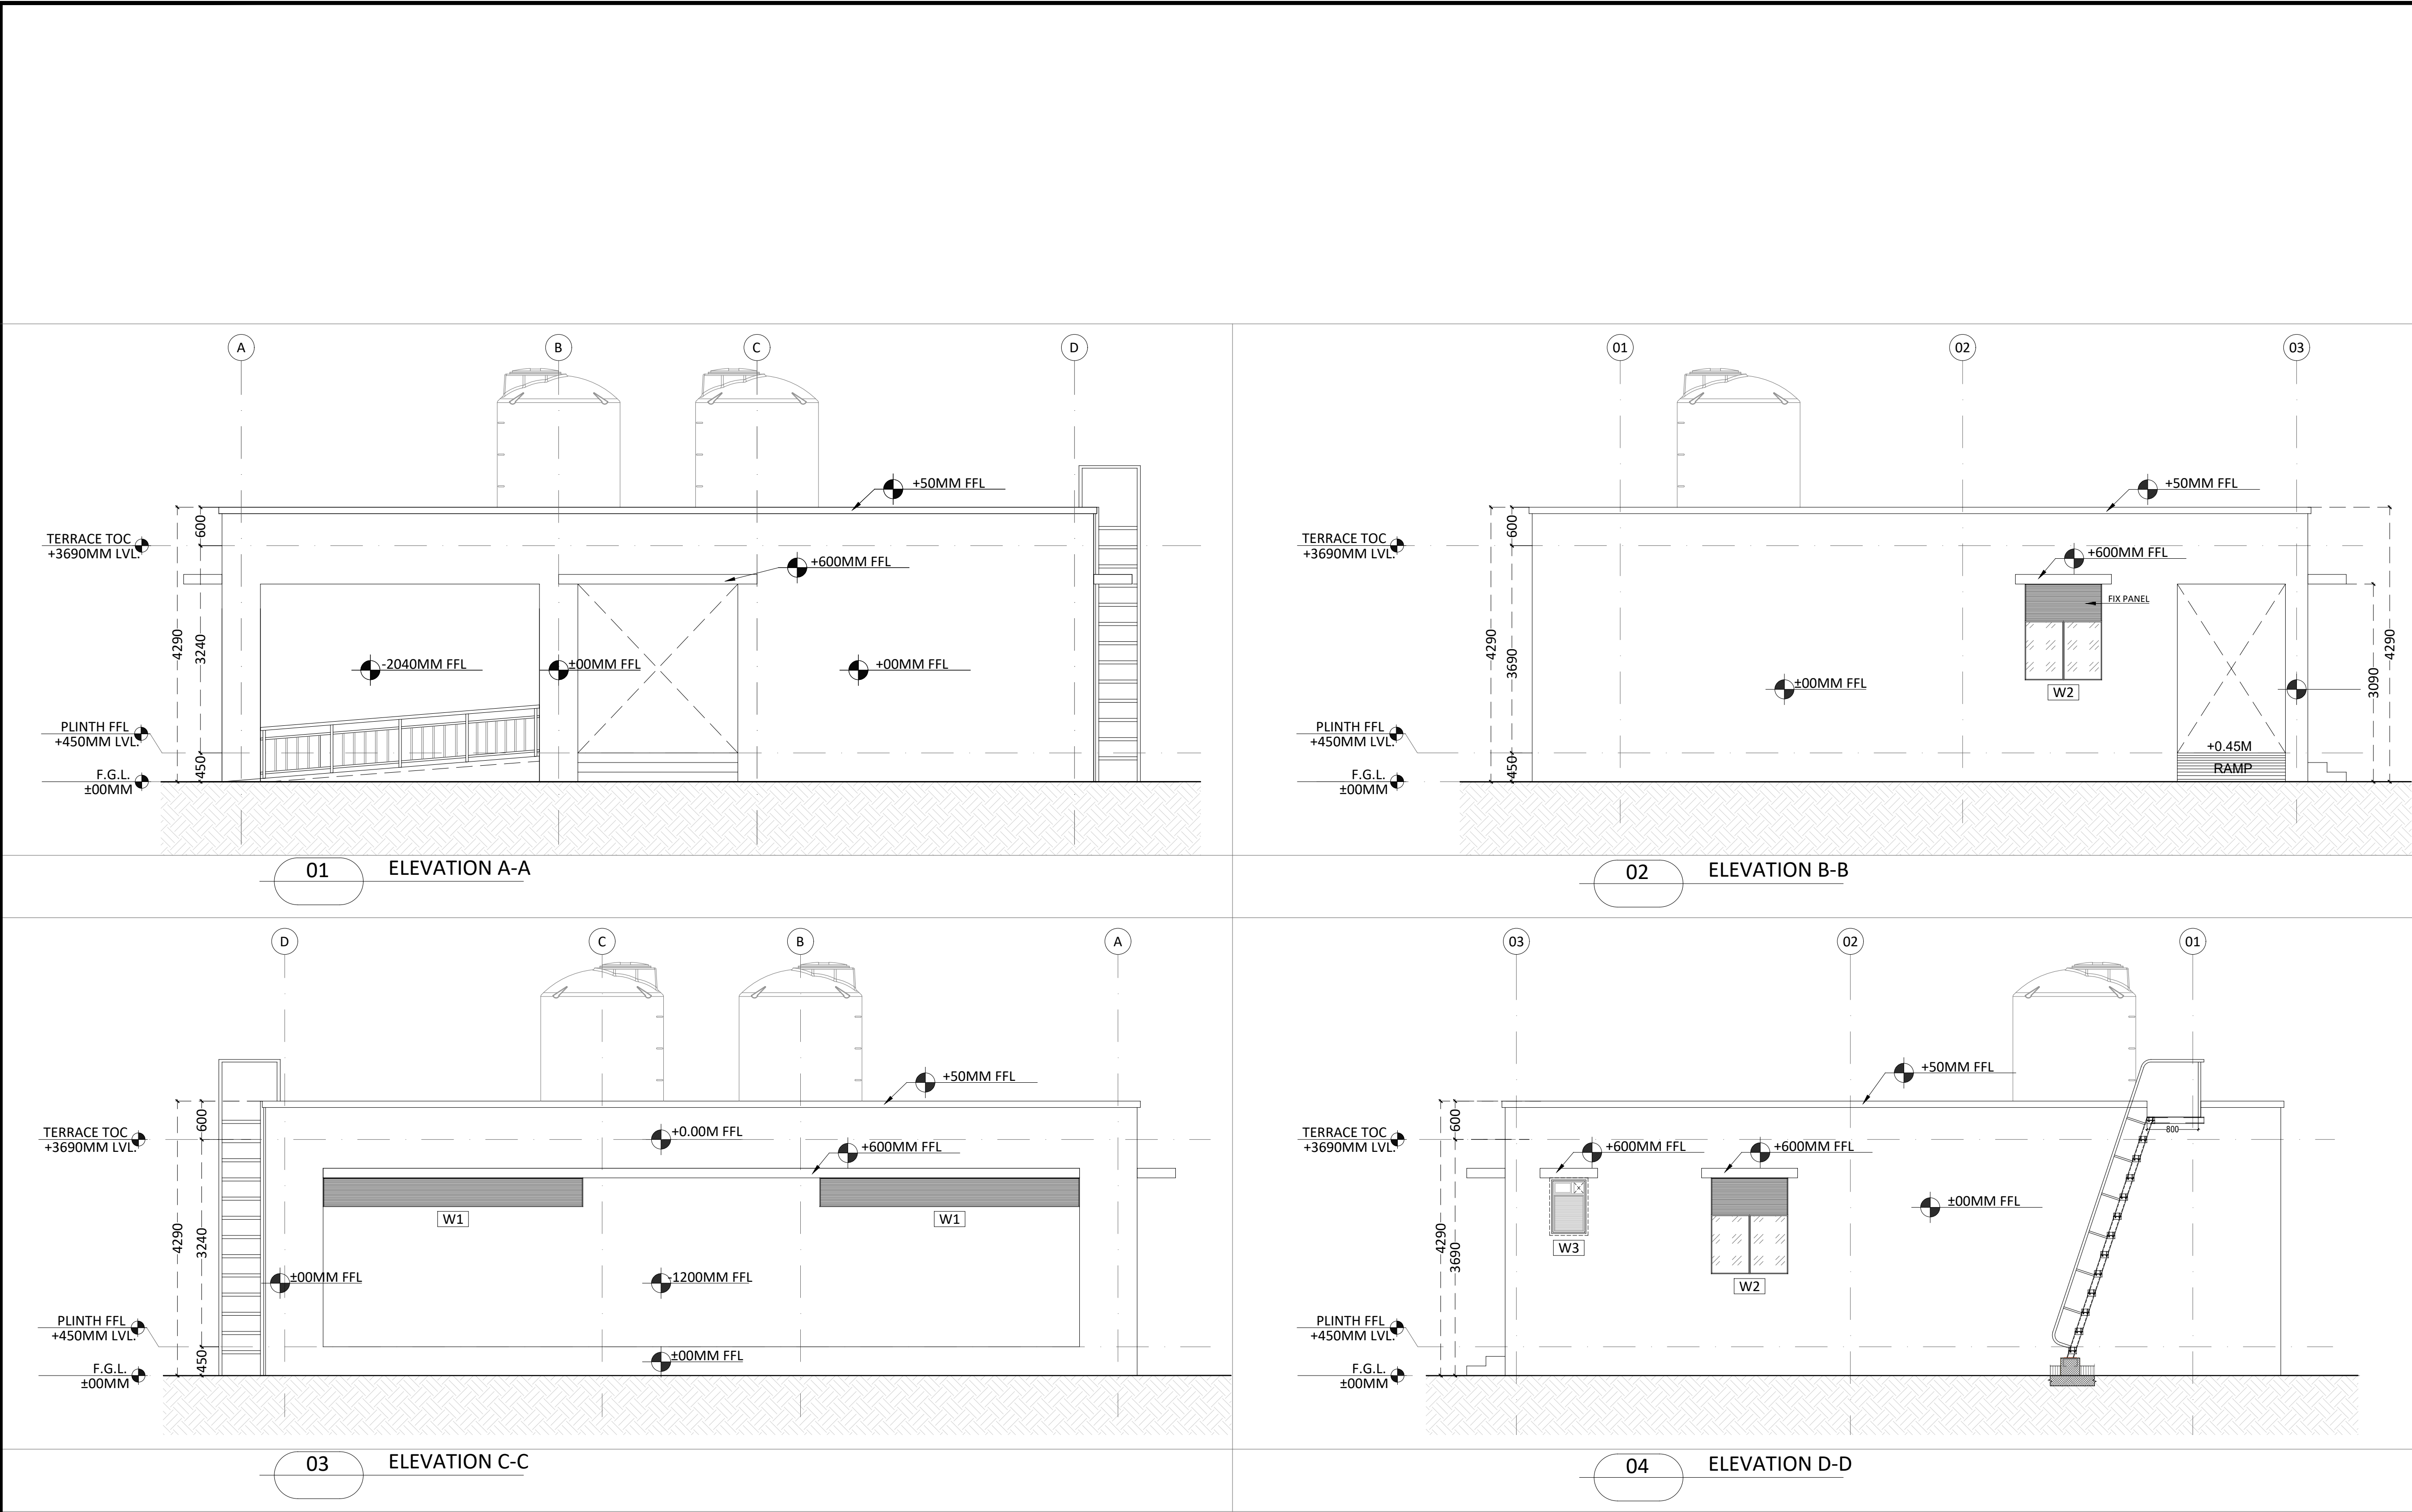 A
B
C
D
+50MM FFL
600
TERRACE TOC
+3690MM LVL.
+600MM FFL
4290
3240
-2040MM FFL
±00MM FFL
+00MM FFL
PLINTH FFL
+450MM LVL.
450
F.G.L.
±00MM
01
ELEVATION A-A
01
02
03
+50MM FFL
600
TERRACE TOC
+3690MM LVL.
+600MM FFL
FIX PANEL
4290
3690
4290
3090
±00MM FFL
W2
PLINTH FFL
+450MM LVL.
+0.45M
450
RAMP
F.G.L.
±00MM
02
ELEVATION B-B
D
C
B
A
+50MM FFL
600
TERRACE TOC
+3690MM LVL.
+0.00M FFL
+600MM FFL
W1
W1
4290
3240
±00MM FFL
-1200MM FFL
PLINTH FFL
+450MM LVL.
450
±00MM FFL
F.G.L.
±00MM
03
ELEVATION C-C
03
02
01
+50MM FFL
600
800
TERRACE TOC
+3690MM LVL.
+600MM FFL
+600MM FFL
±00MM FFL
4290
3690
W3
W2
PLINTH FFL
+450MM LVL.
F.G.L.
±00MM
04
ELEVATION D-D